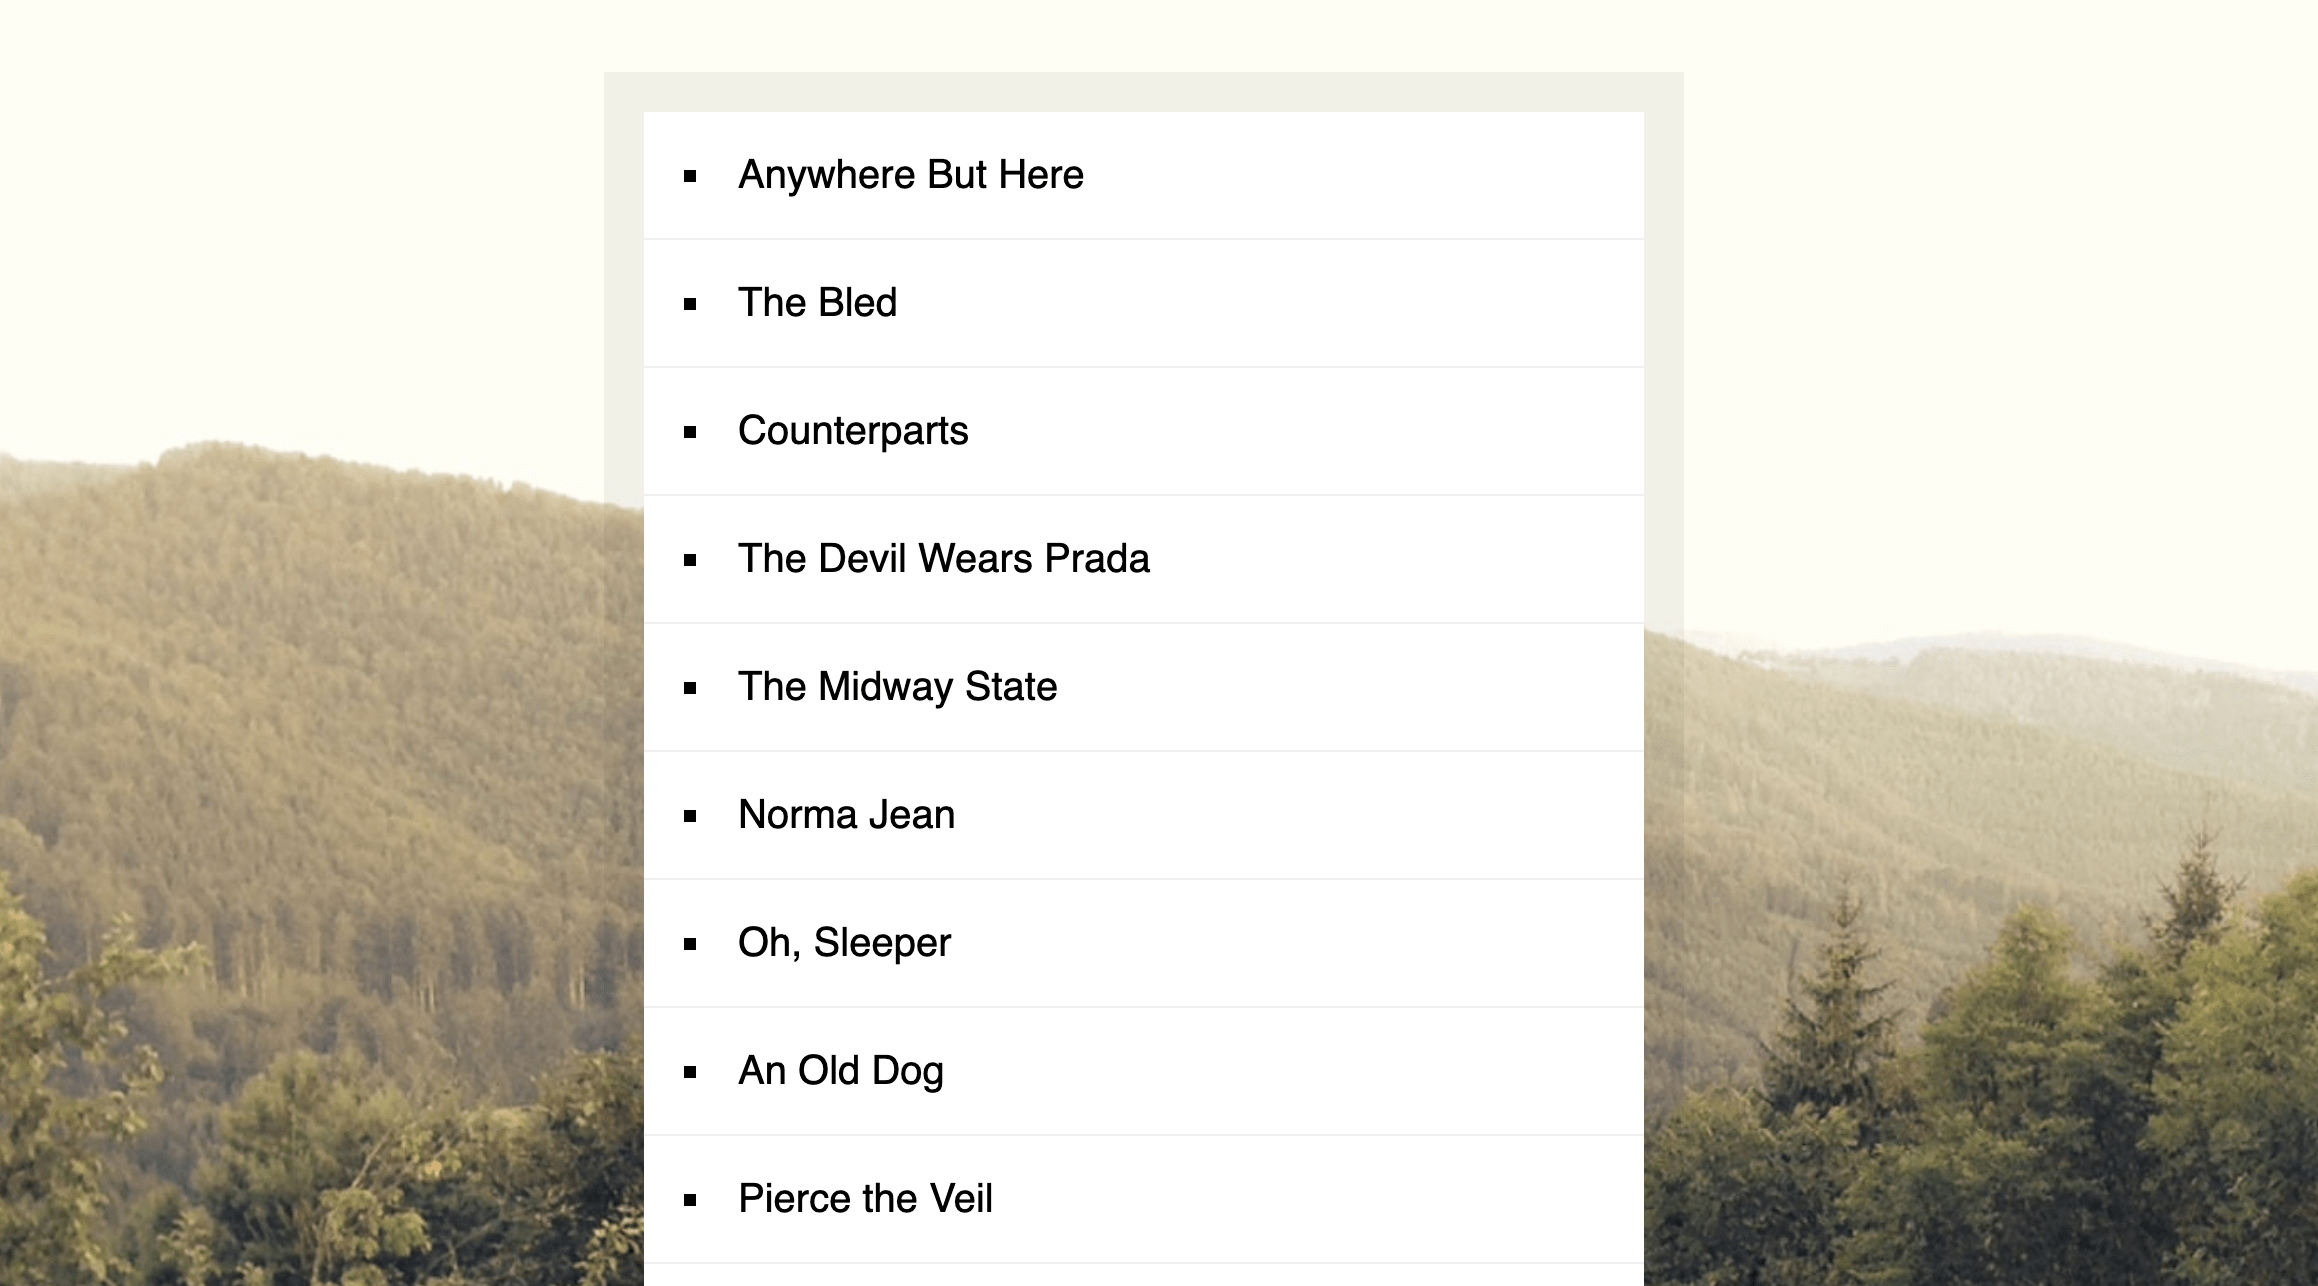 Anywhere But Here
The Bled
Counterparts
The Devil Wears Prada
The Midway State
Norma Jean
Oh, Sleeper
An Old Dog
Pierce the Veil